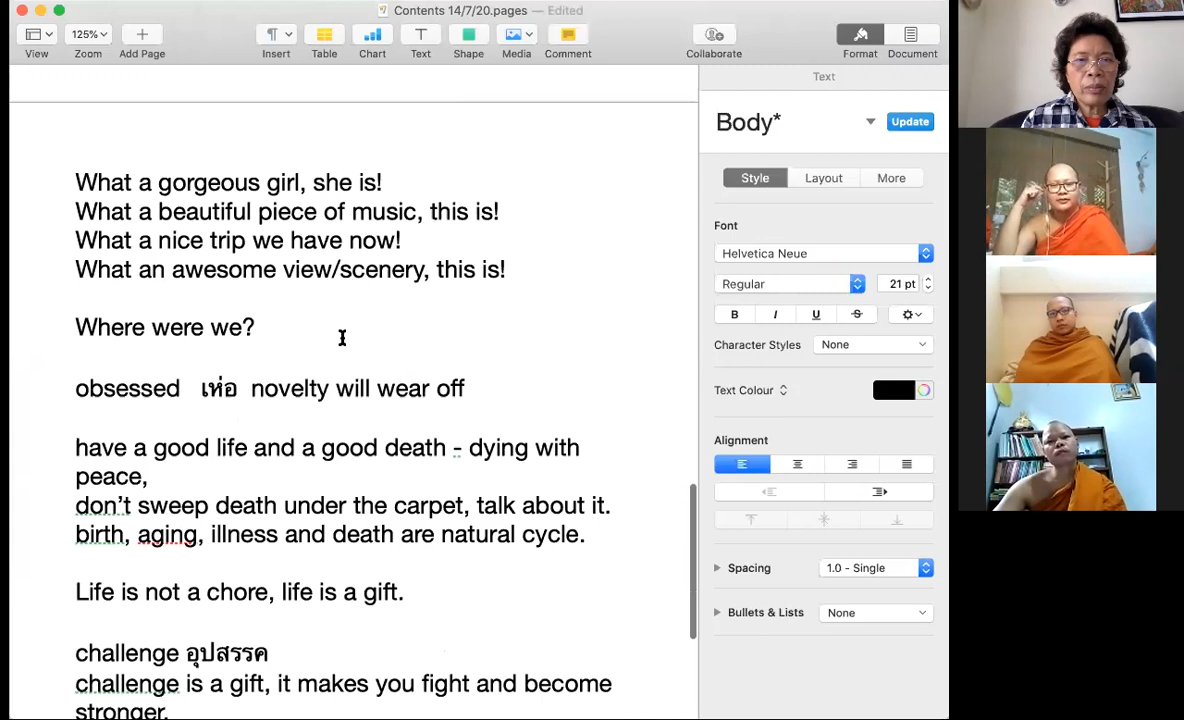 Contents 14/7/20.pages — Edited
View
125%
Zoom
Add Page
Insert
Table
Chart
Text
Shape
Media
Comment
Collaborate
Format
Document
What a gorgeous girl, she is!
What a beautiful piece of music, this is!
What a nice trip we have now!
What an awesome view/scenery, this is!
Where were we?
obsessed เห่อ novelty will wear off
have a good life and a good death - dying with
peace,
don't sweep death under the carpet, talk about it.
birth, aging, illness and death are natural cycle.
Life is not a chore, life is a gift.
challenge อุปสรรค
challenge is a gift, it makes you fight and become
stronger.
Text
Body*
Update
Style
Layout
More
Font
Helvetica Neue
Regular
21 pt
B
I
U
S
Character Styles
None
Text Colour
Alignment
Spacing
1.0 - Single
Bullets & Lists
None